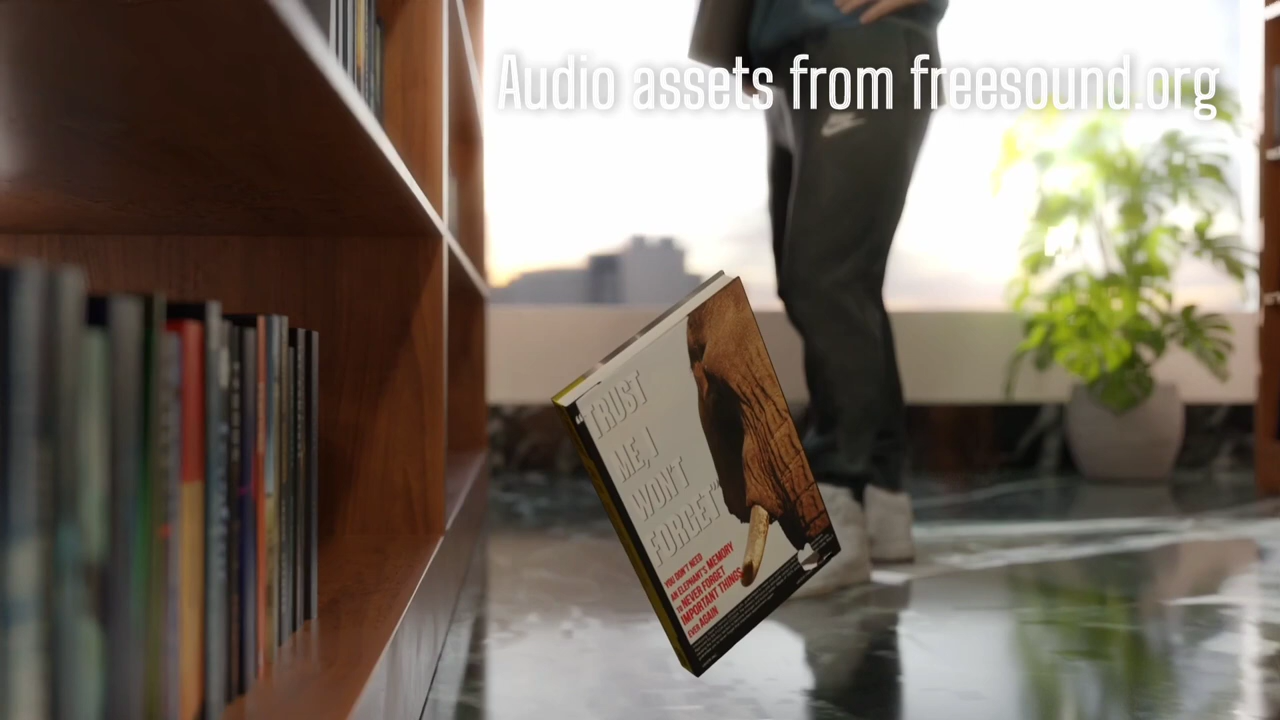 Audio assets from freesound.org
"TRUST
ME, I
WON'T
FORGET"
YOU DON'T NEED
AN ELEPHANT'S MEMORY
TO NEVER FORGET
IMPORTANT THINGS
EVER AGAIN